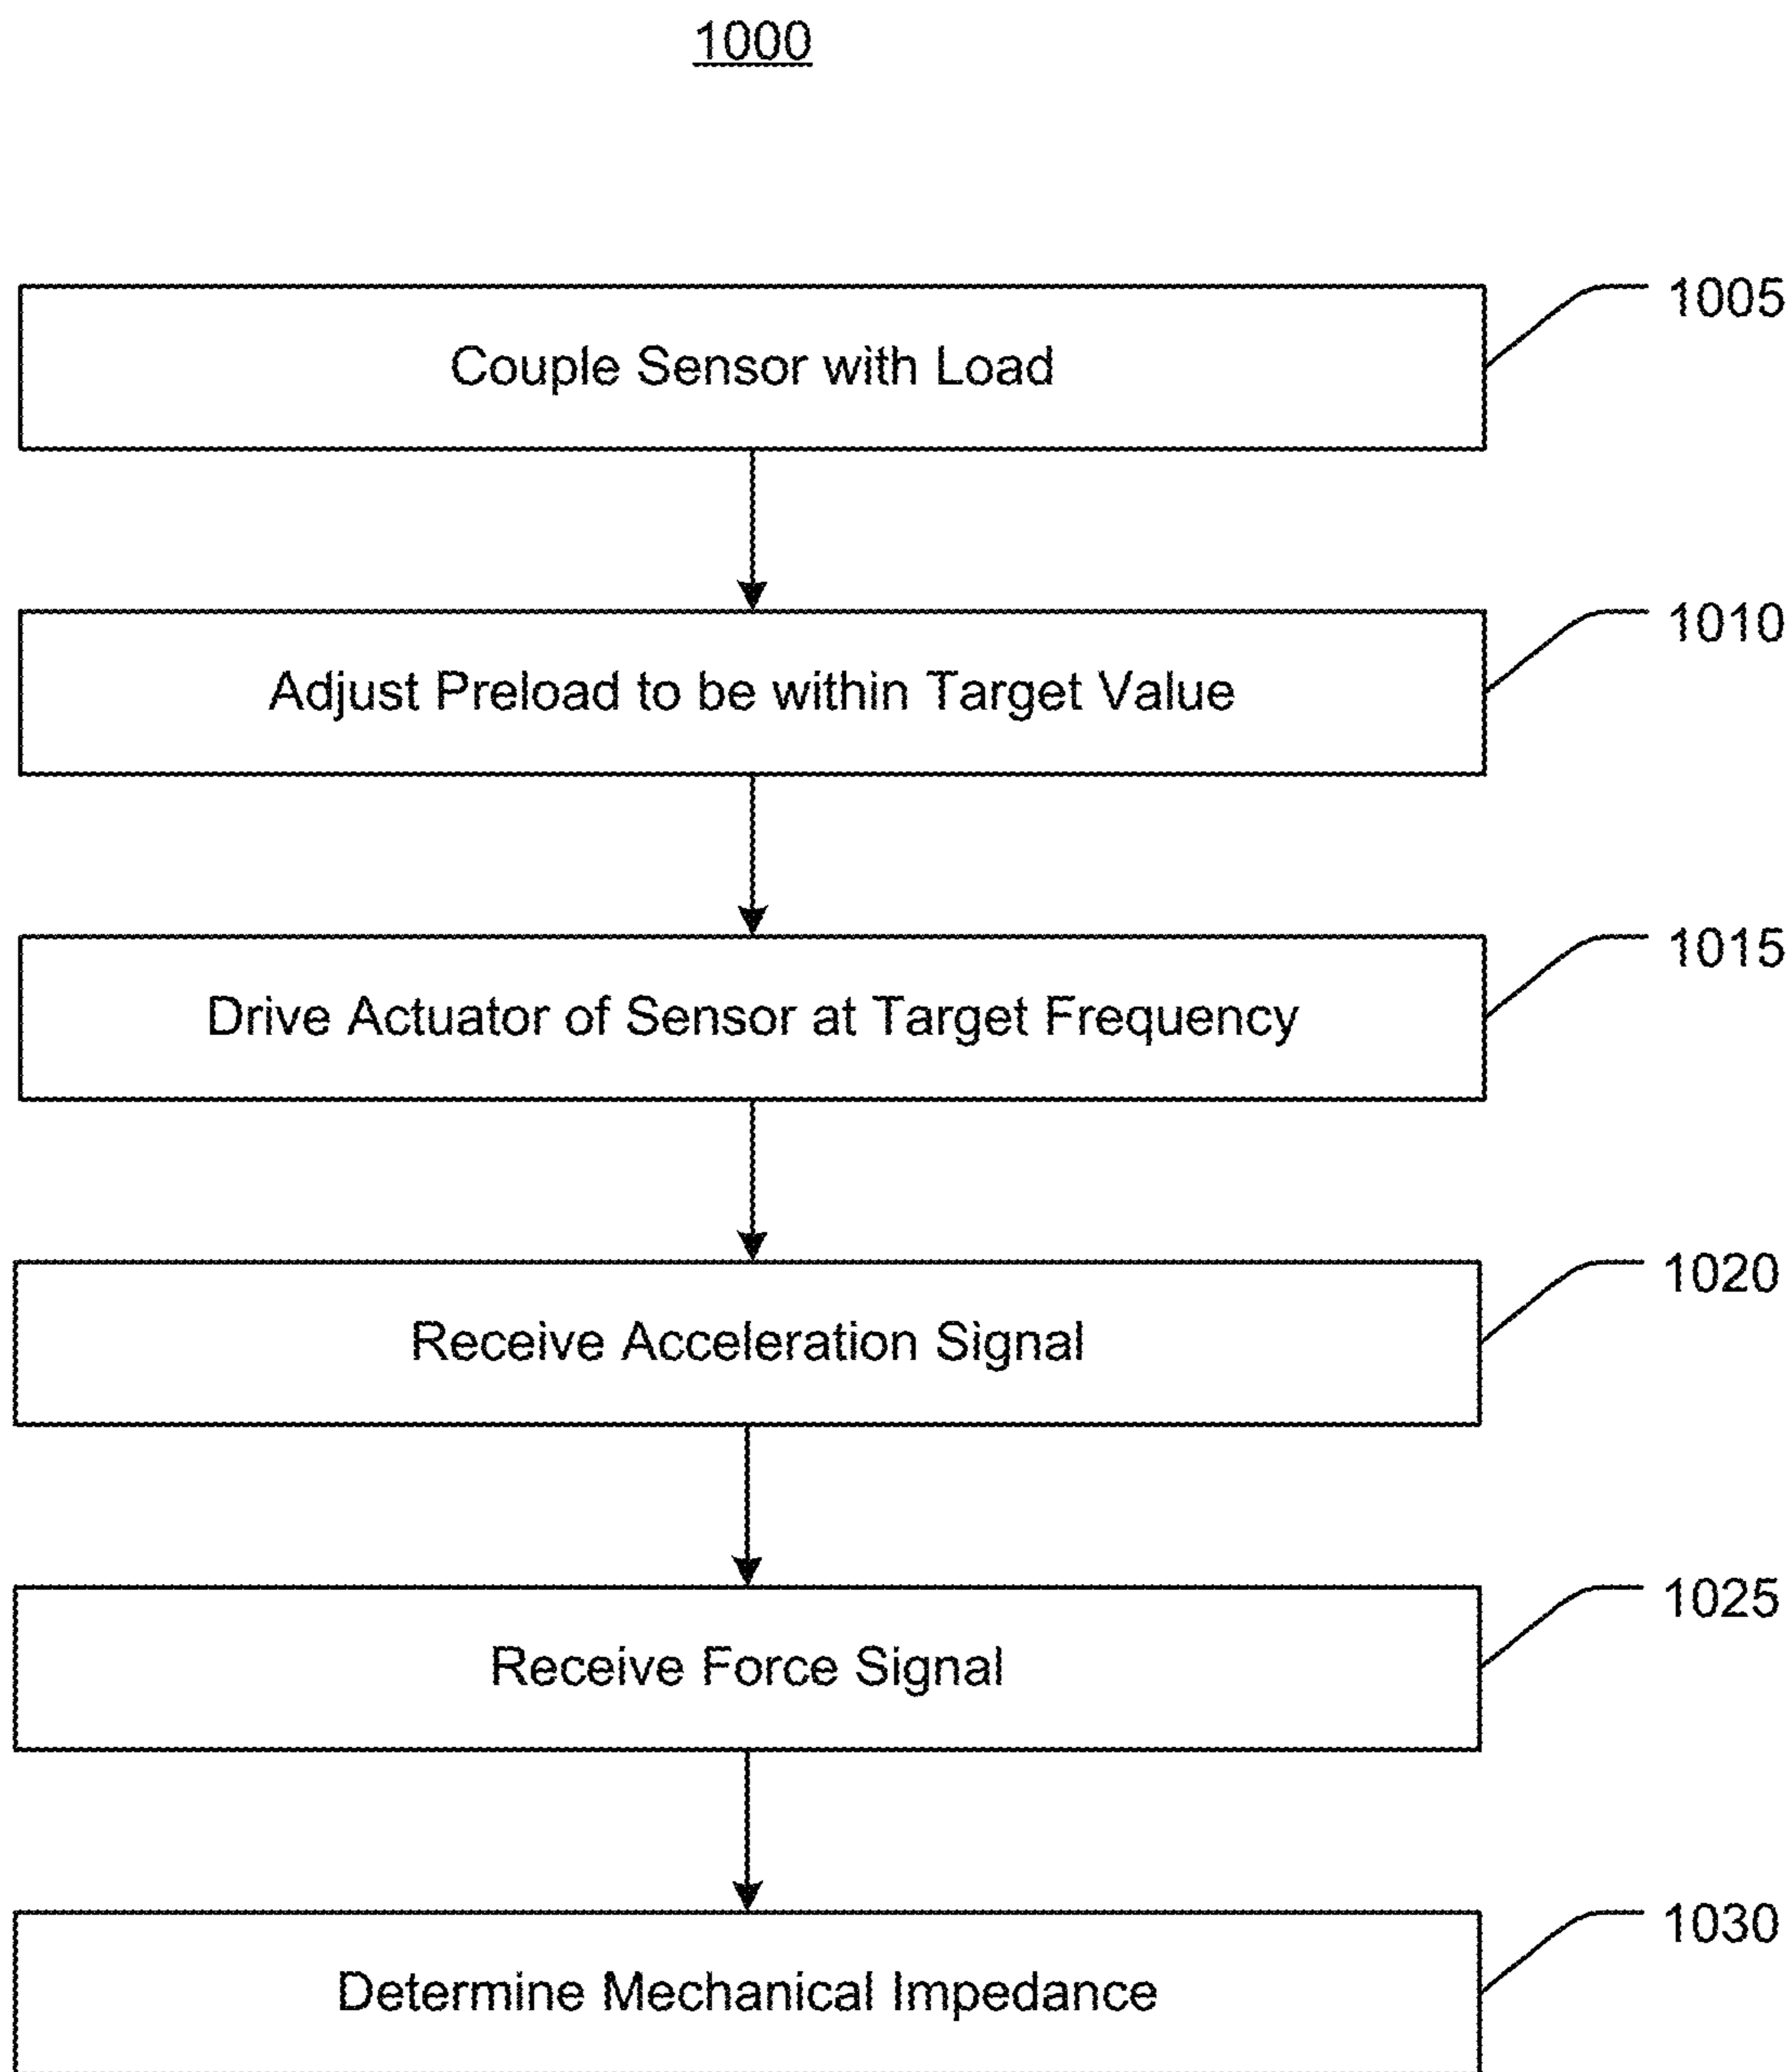 1000
Couple Sensor with Load
1005
Adjust Preload to be within Target Value
1010
Drive Actuator of Sensor at Target Frequency
1015
Receive Acceleration Signal
1020
Receive Force Signal
1025
Determine Mechanical Impedance
1030